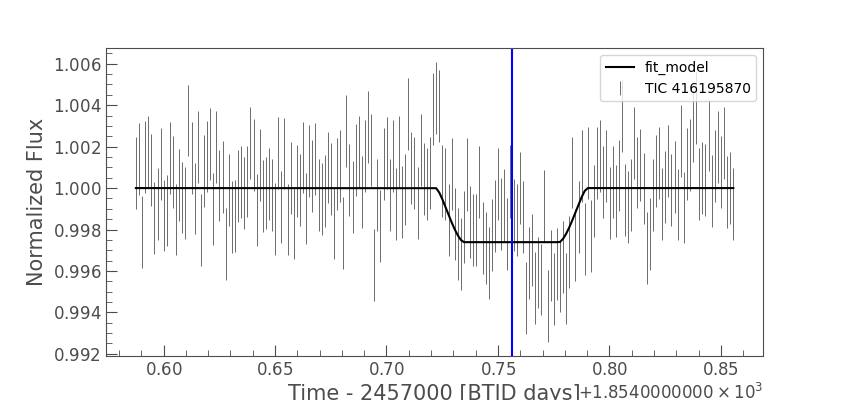 Normalized Flux
1.006
1.004
1.002
1.000
0.998
0.996
0.994
0.992
fit_model
TIC 416195870
0.60 0.65 0.70 0.75 0.80 0.85
Time - 2457000 [BTJD days]
+1.8540000000 × 10³